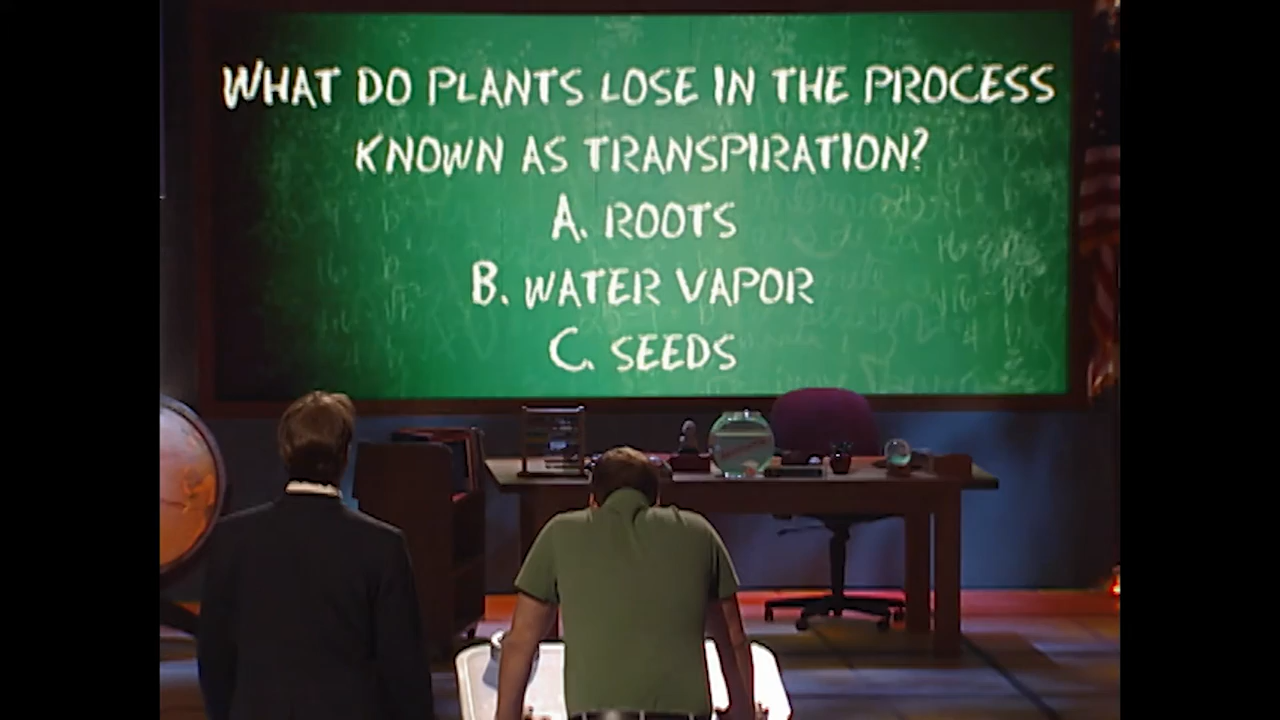 WHAT DO PLANTS LOSE IN THE PROCESS
KNOWN AS TRANSPIRATION?
A. ROOTS
B. WATER VAPOR
C. SEEDS